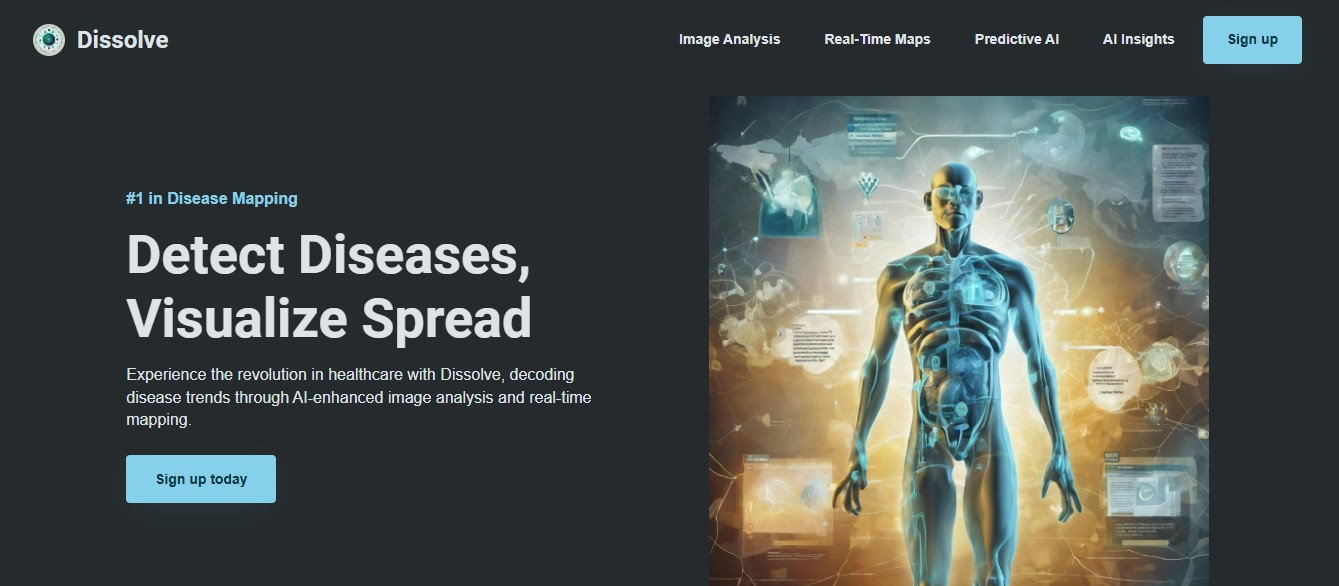 Dissolve
Image Analysis
Real-Time Maps
Predictive AI
AI Insights
Sign up
#1 in Disease Mapping
Detect Diseases,
Visualize Spread
Experience the revolution in healthcare with Dissolve, decoding
disease trends through AI-enhanced image analysis and real-time
mapping.
Sign up today